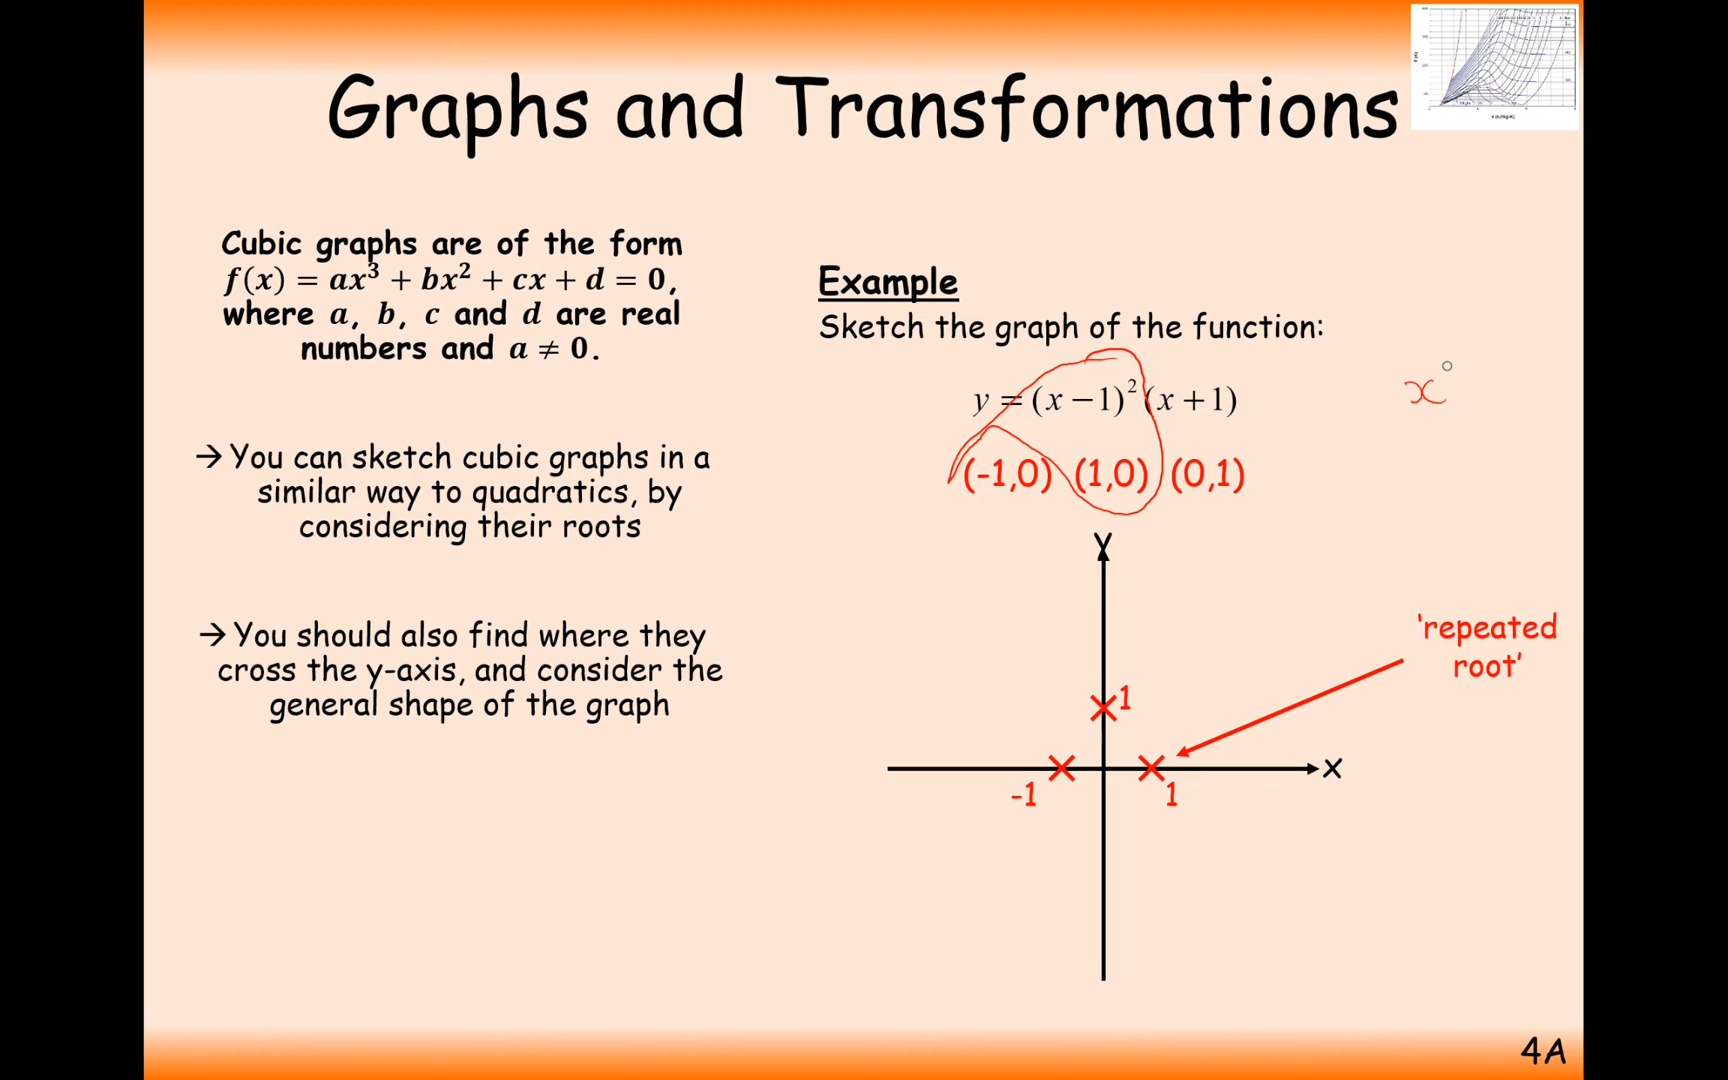 Graphs and Transformations
Cubic graphs are of the form
f(x) = ax³ + bx² + cx + d = 0,
where a, b, c and d are real
numbers and a ≠ 0.
→ You can sketch cubic graphs in a
similar way to quadratics, by
considering their roots
→ You should also find where they
cross the y-axis, and consider the
general shape of the graph
Example
Sketch the graph of the function:
y = (x − 1)²(x + 1)
x
(-1,0) (1,0) (0,1)
y
'repeated
root'
1
x
-1
1
4A